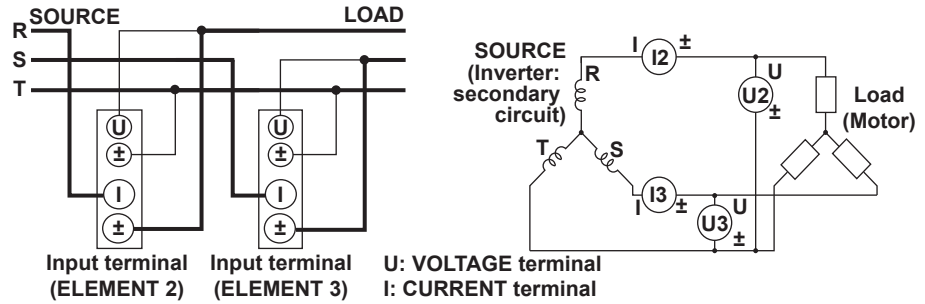 SOURCE LOAD
R
S
T
U
±
I
±
U
±
I
±
Input terminal
(ELEMENT 2)
Input terminal
(ELEMENT 3)
SOURCE
(Inverter:
secondary
circuit)
R
T
S
I
I2
±
U
U2
±
I
I3
±
U
U3
±
Load
(Motor)
U: VOLTAGE terminal
I: CURRENT terminal